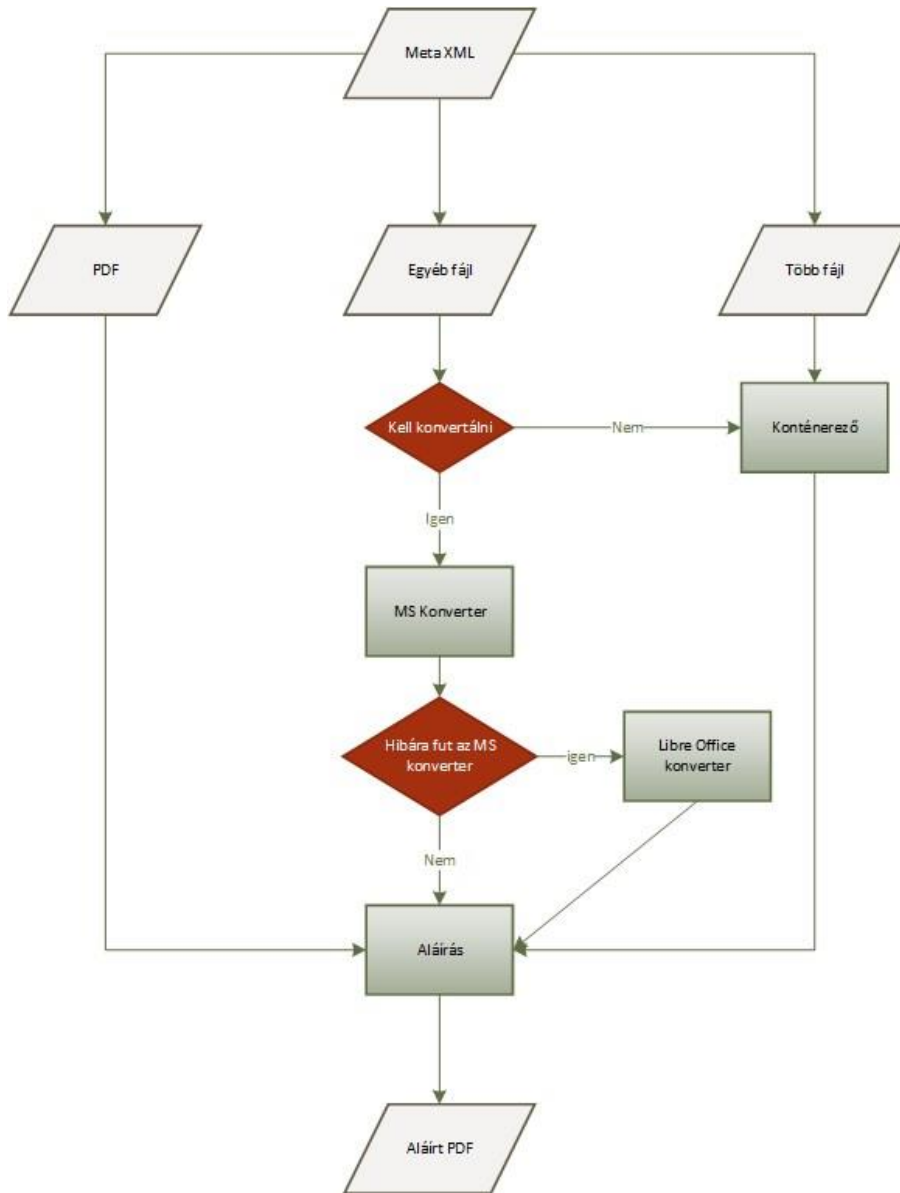 Meta XML
PDF
Egyéb fájl
Több fájl
Kell konvertálni
Nem
Konténerező
Igen
MS Konverter
Hibára fut az MS
konverter
igen
Libre Office
konverter
Nem
Aláírás
Aláírt PDF